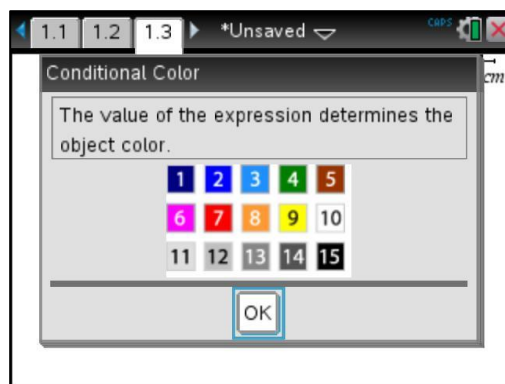 1.1 1.2 1.3 *Unsaved CAPS
cm
Conditional Color
The value of the expression determines the
object color.
1 2 3 4 5
6 7 8 9 10
11 12 13 14 15
OK